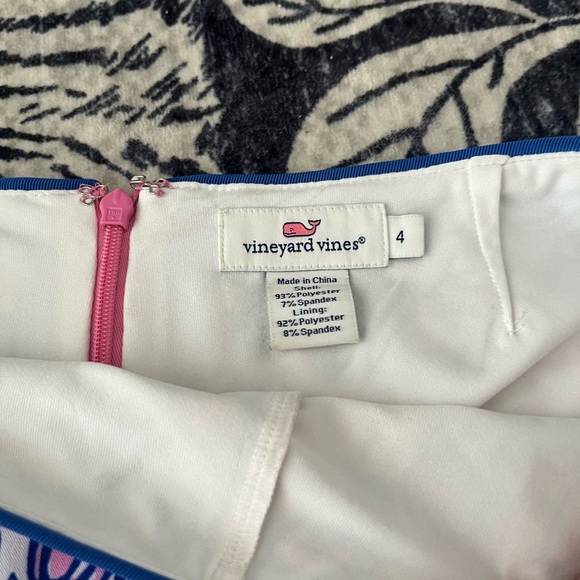 vineyard vines®
4
Made in China
Shell:
93% Polyester
7% Spandex
Lining:
92% Polyester
8% Spandex